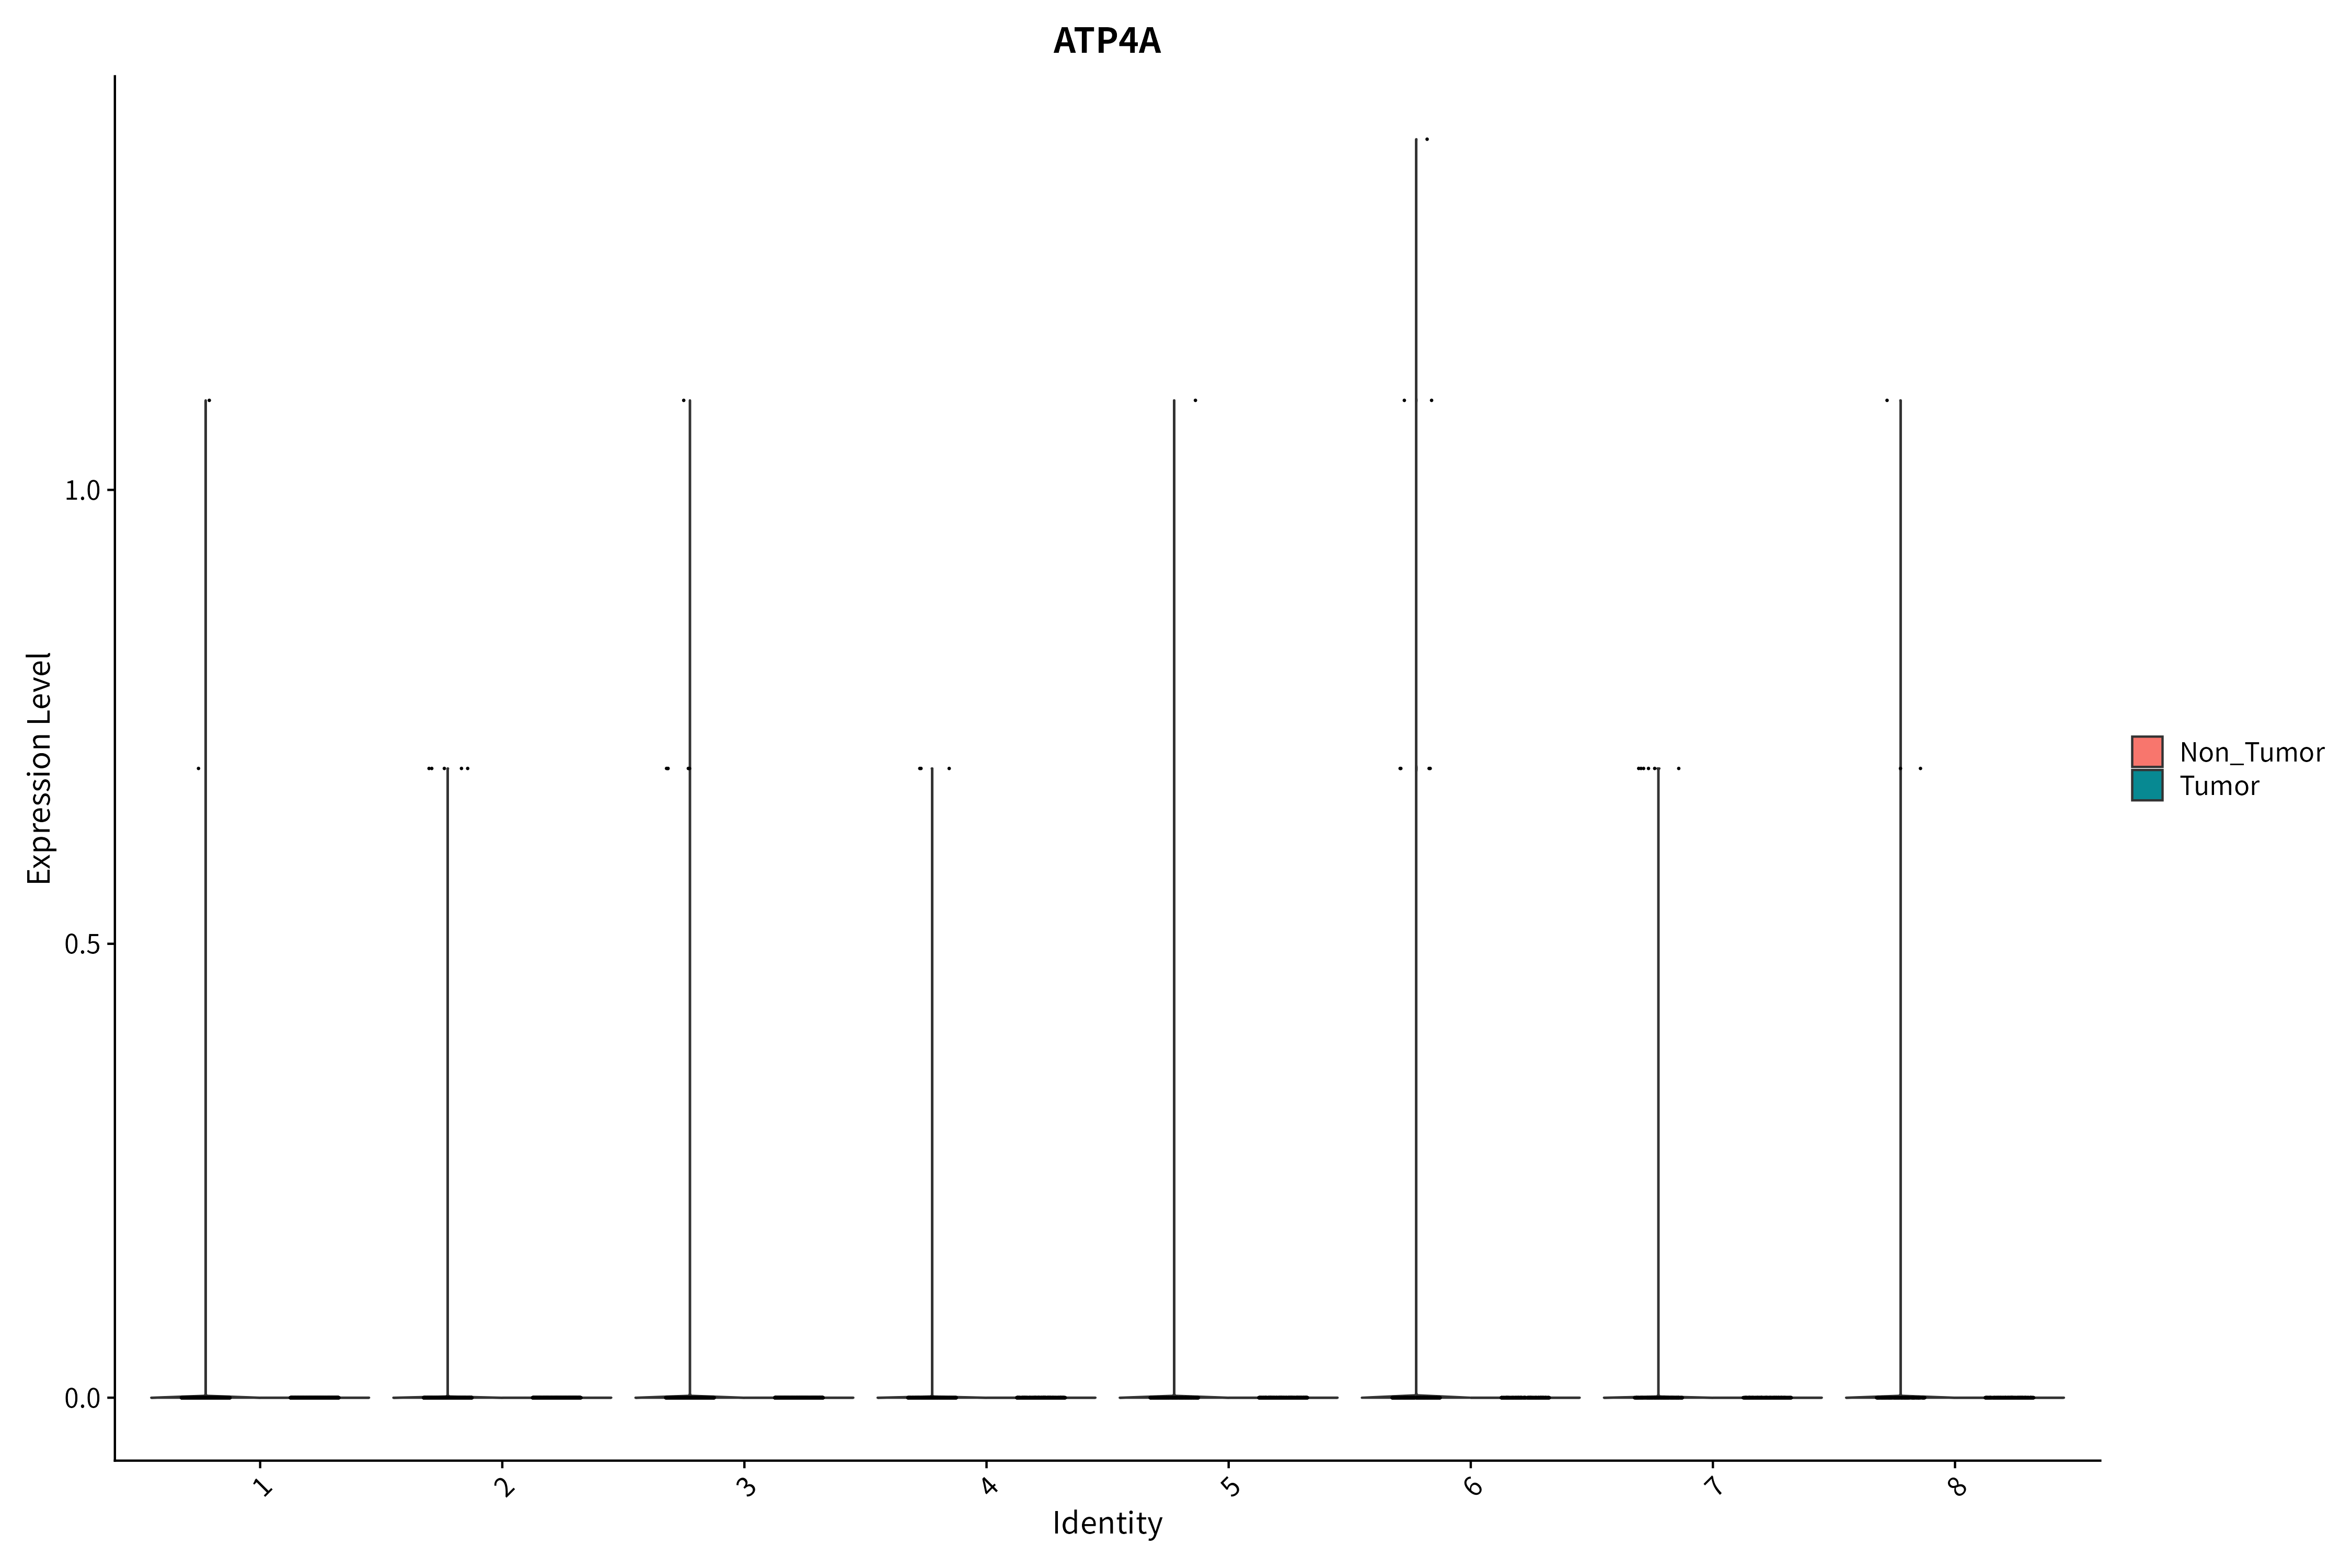 ATP4A
Expression Level
1.0
0.5
0.0
1 2 3 4 5 6 7 8
Identity
Non_Tumor
Tumor